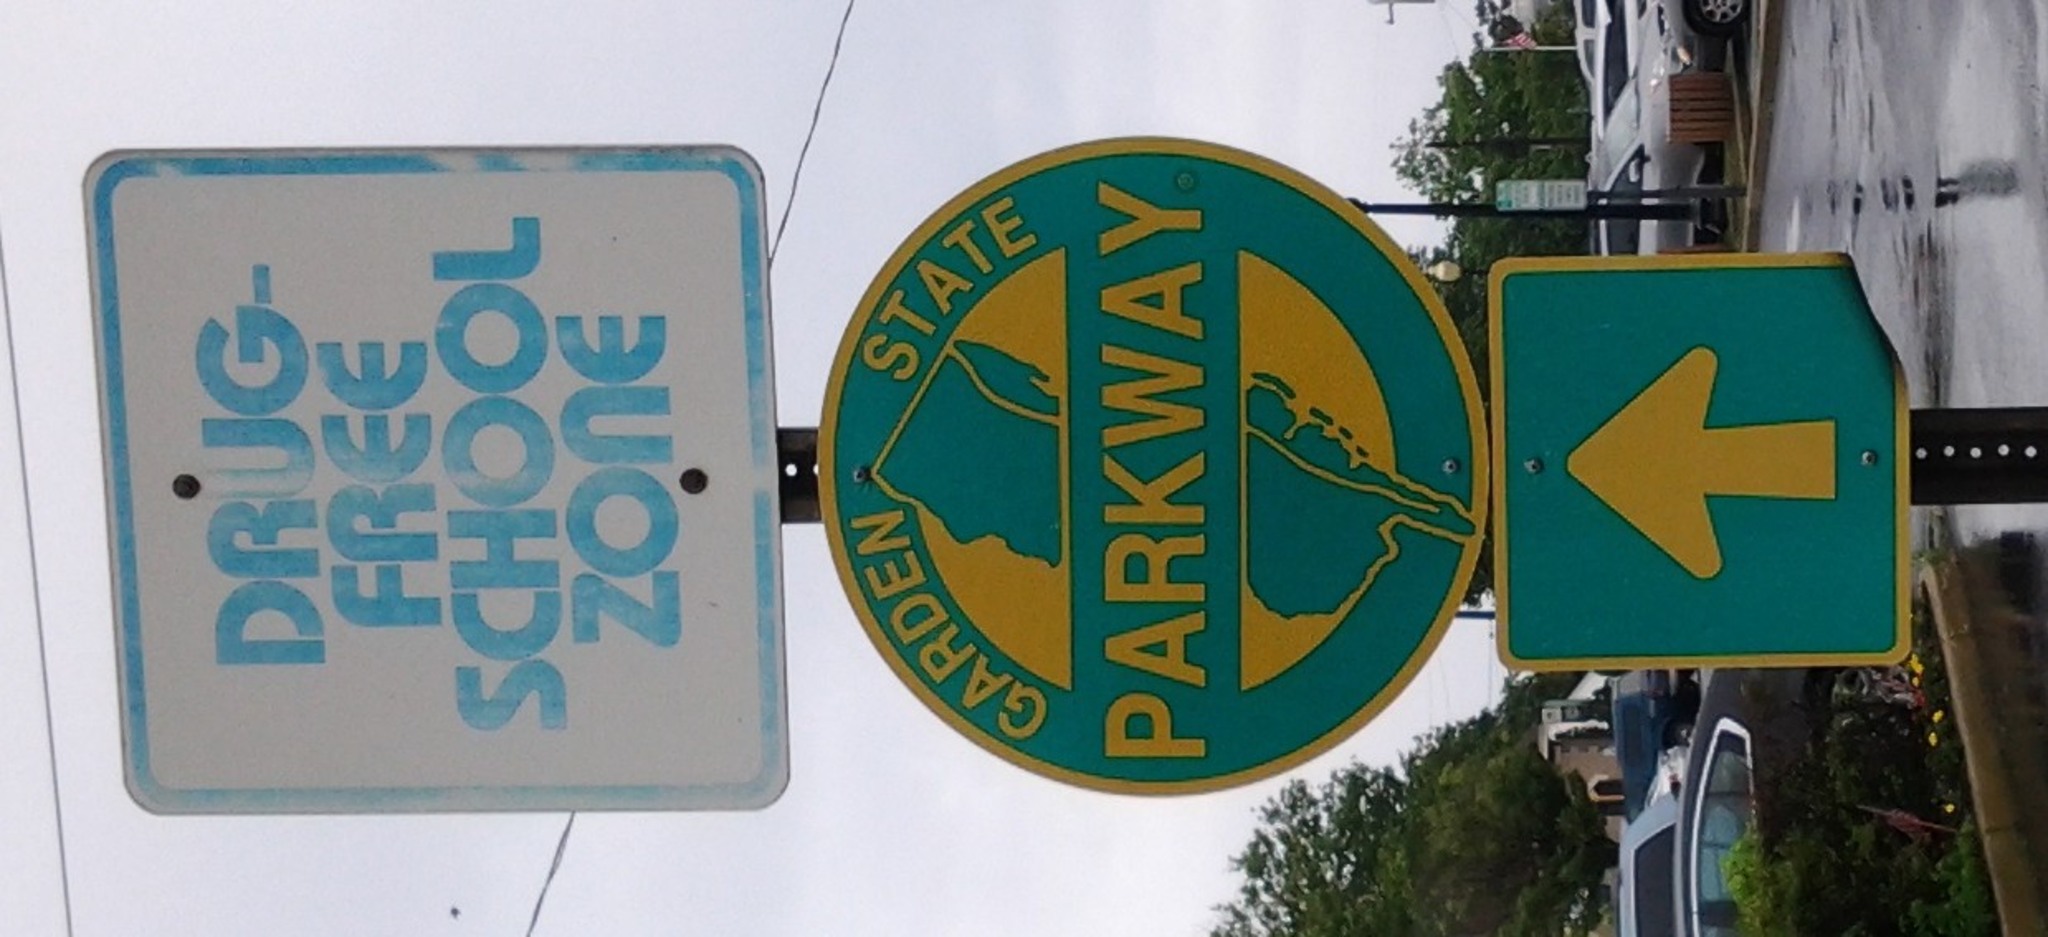 DRUG-
FREE
SCHOOL
ZONE
GARDEN STATE
PARKWAY